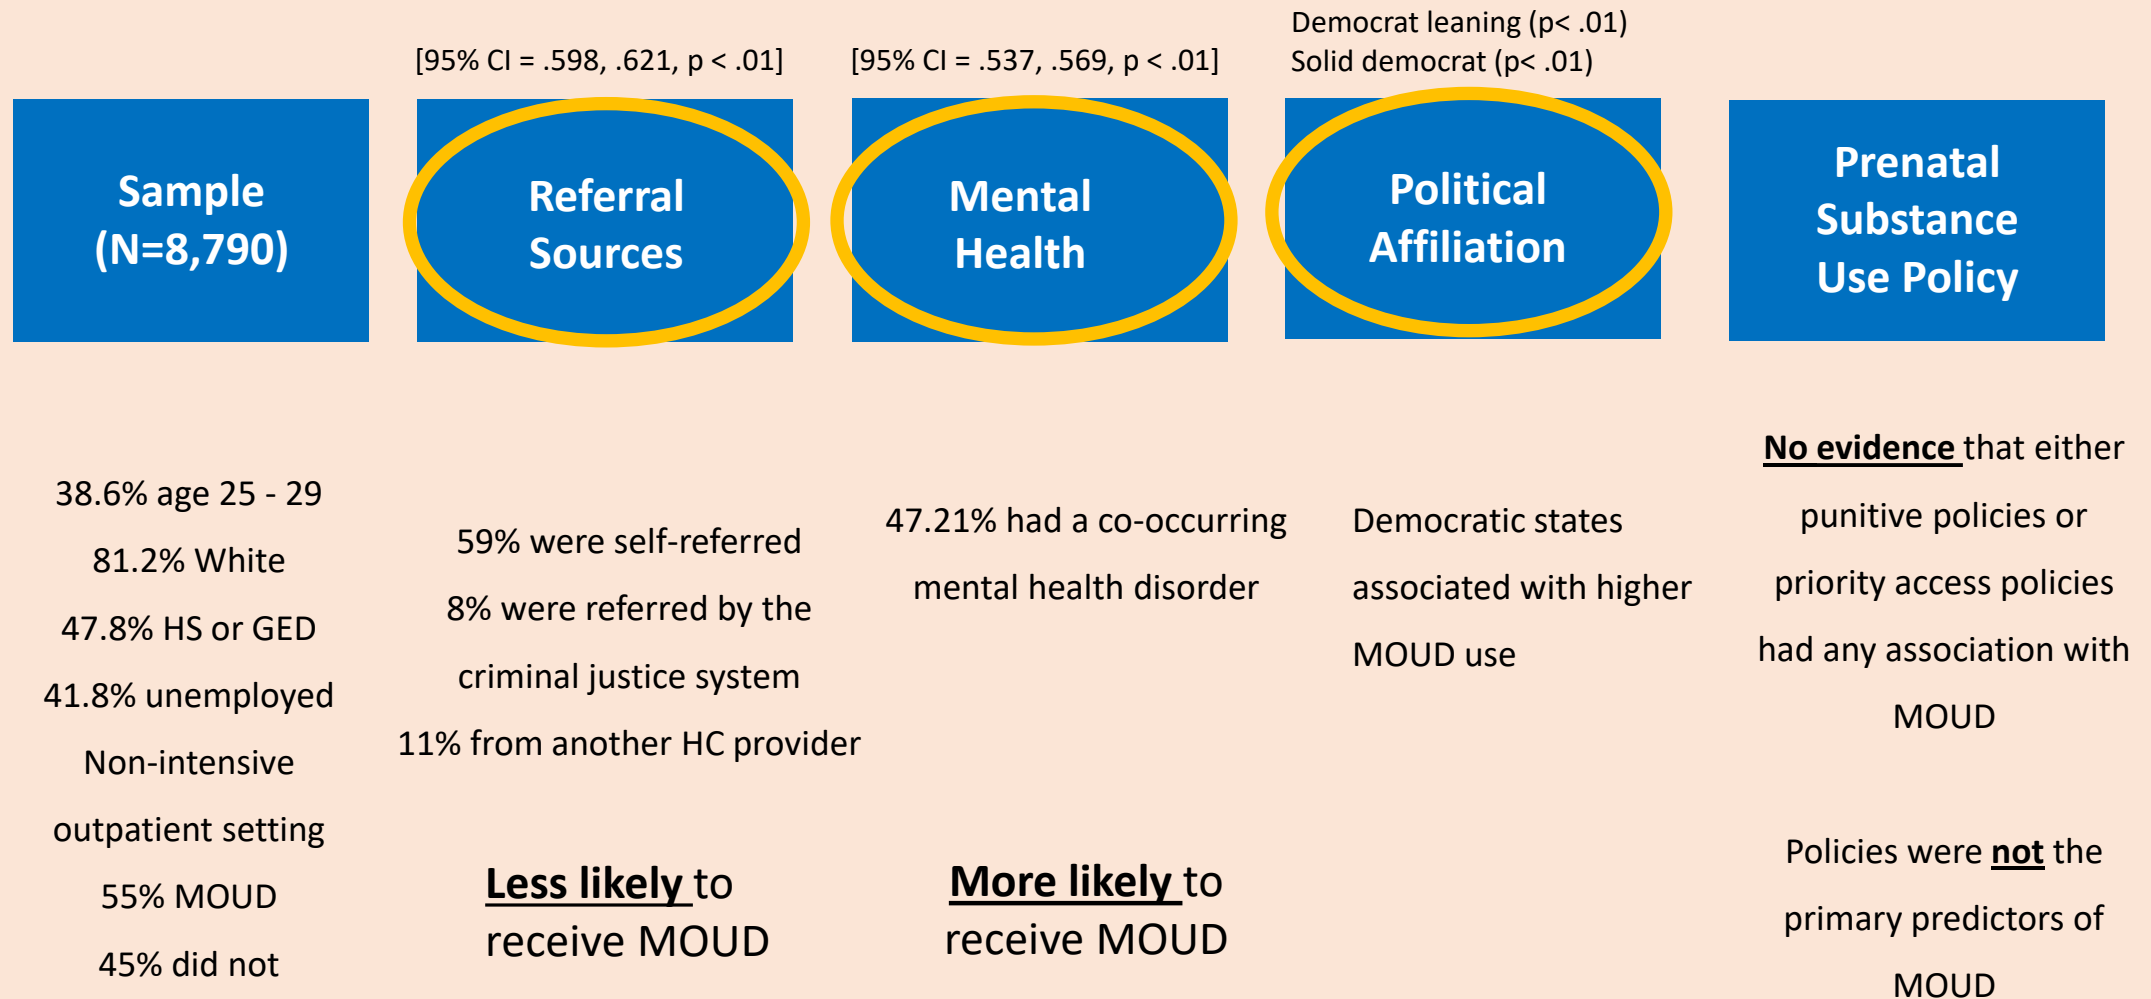 [95% CI = .598, .621, p < .01]
[95% CI = .537, .569, p < .01]
Democrat leaning (p< .01)
Solid democrat (p< .01)
Sample
(N=8,790)
Referral
Sources
Mental
Health
Political
Affiliation
Prenatal
Substance
Use Policy
38.6% age 25 - 29
81.2% White
47.8% HS or GED
41.8% unemployed
Non-intensive
outpatient setting
55% MOUD
45% did not
59% were self-referred
8% were referred by the
criminal justice system
11% from another HC provider
Less likely to
receive MOUD
47.21% had a co-occurring
mental health disorder
More likely to
receive MOUD
Democratic states
associated with higher
MOUD use
No evidence that either
punitive policies or
priority access policies
had any association with
MOUD
Policies were not the
primary predictors of
MOUD